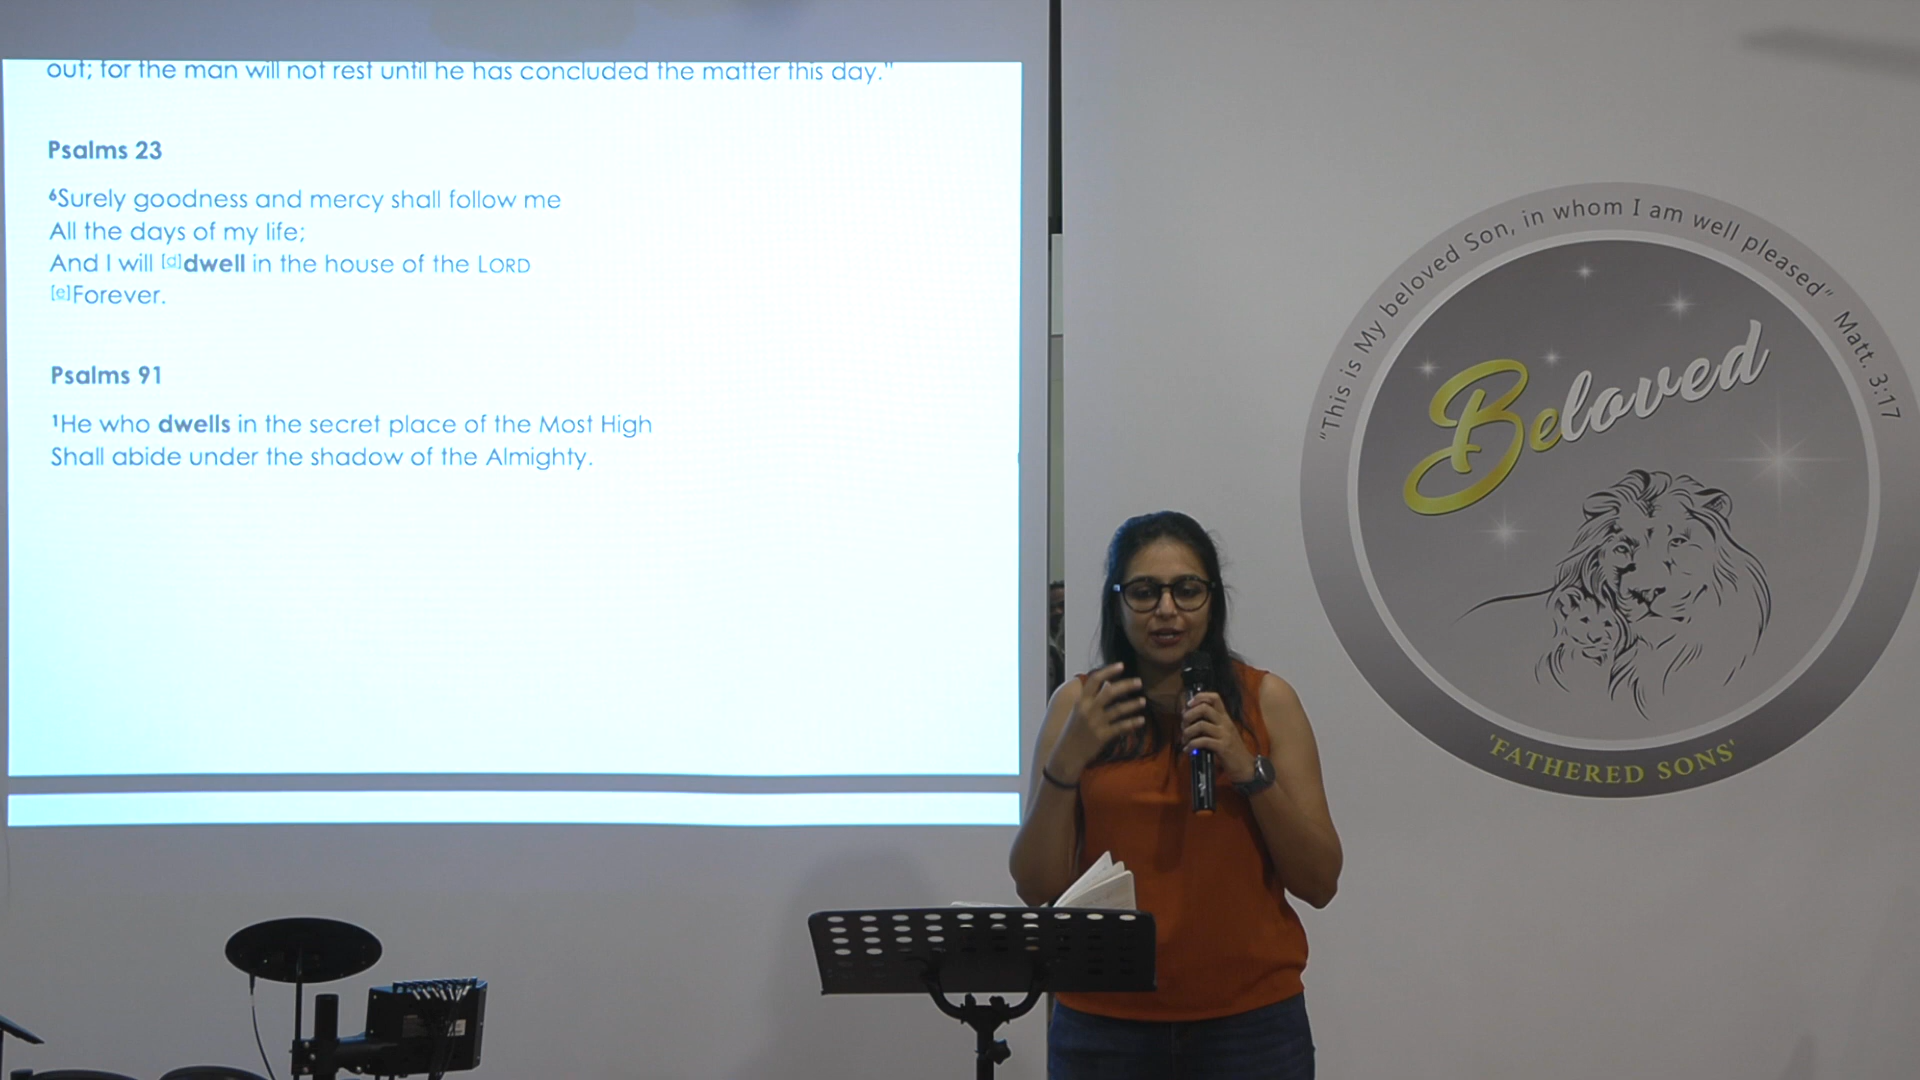 out; for the man will not rest until he has concluded the matter this day."
Psalms 23
⁶Surely goodness and mercy shall follow me
All the days of my life;
And I will [d]dwell in the house of the LORD
[e]Forever.
Psalms 91
¹He who dwells in the secret place of the Most High
Shall abide under the shadow of the Almighty.
"This is My beloved Son, in whom I am well pleased" Matt. 3:17
Beloved
'FATHERED SONS'